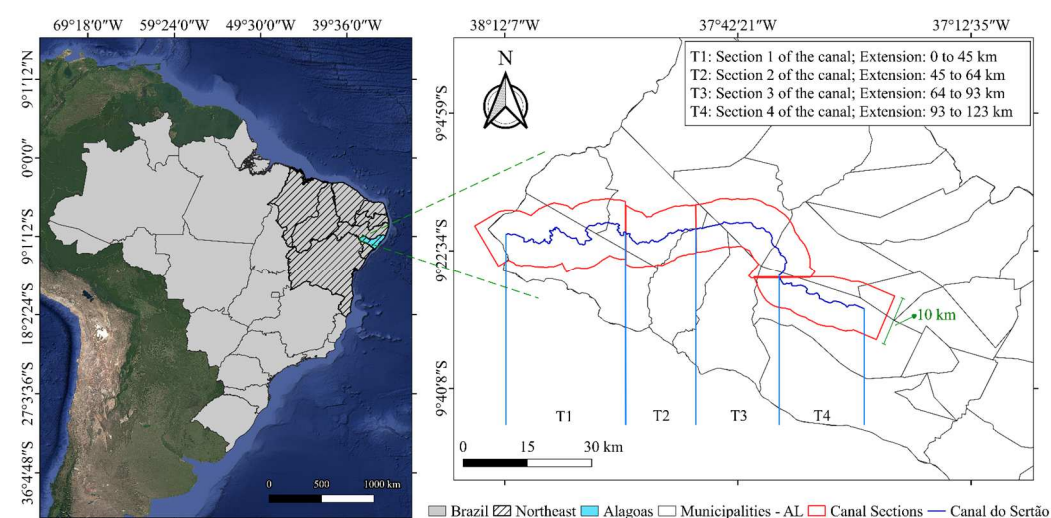 69°18'0"W 59°24'0"W 49°30'0"W 39°36'0"W
9°1'12"N
0°0'0"
9°11'12"S
18°22'24"S
27°33'36"S
36°44'48"S
0 500 1000 km
38°12'7"W 37°42'21"W 37°12'35"W
9°4'59"S
9°22'34"S
9°40'8"S
N
T1: Section 1 of the canal; Extension: 0 to 45 km
T2: Section 2 of the canal; Extension: 45 to 64 km
T3: Section 3 of the canal; Extension: 64 to 93 km
T4: Section 4 of the canal; Extension: 93 to 123 km
10 km
T1 T2 T3 T4
0 15 30 km
Brazil Northeast Alagoas Municipalities - AL Canal Sections Canal do Sertão